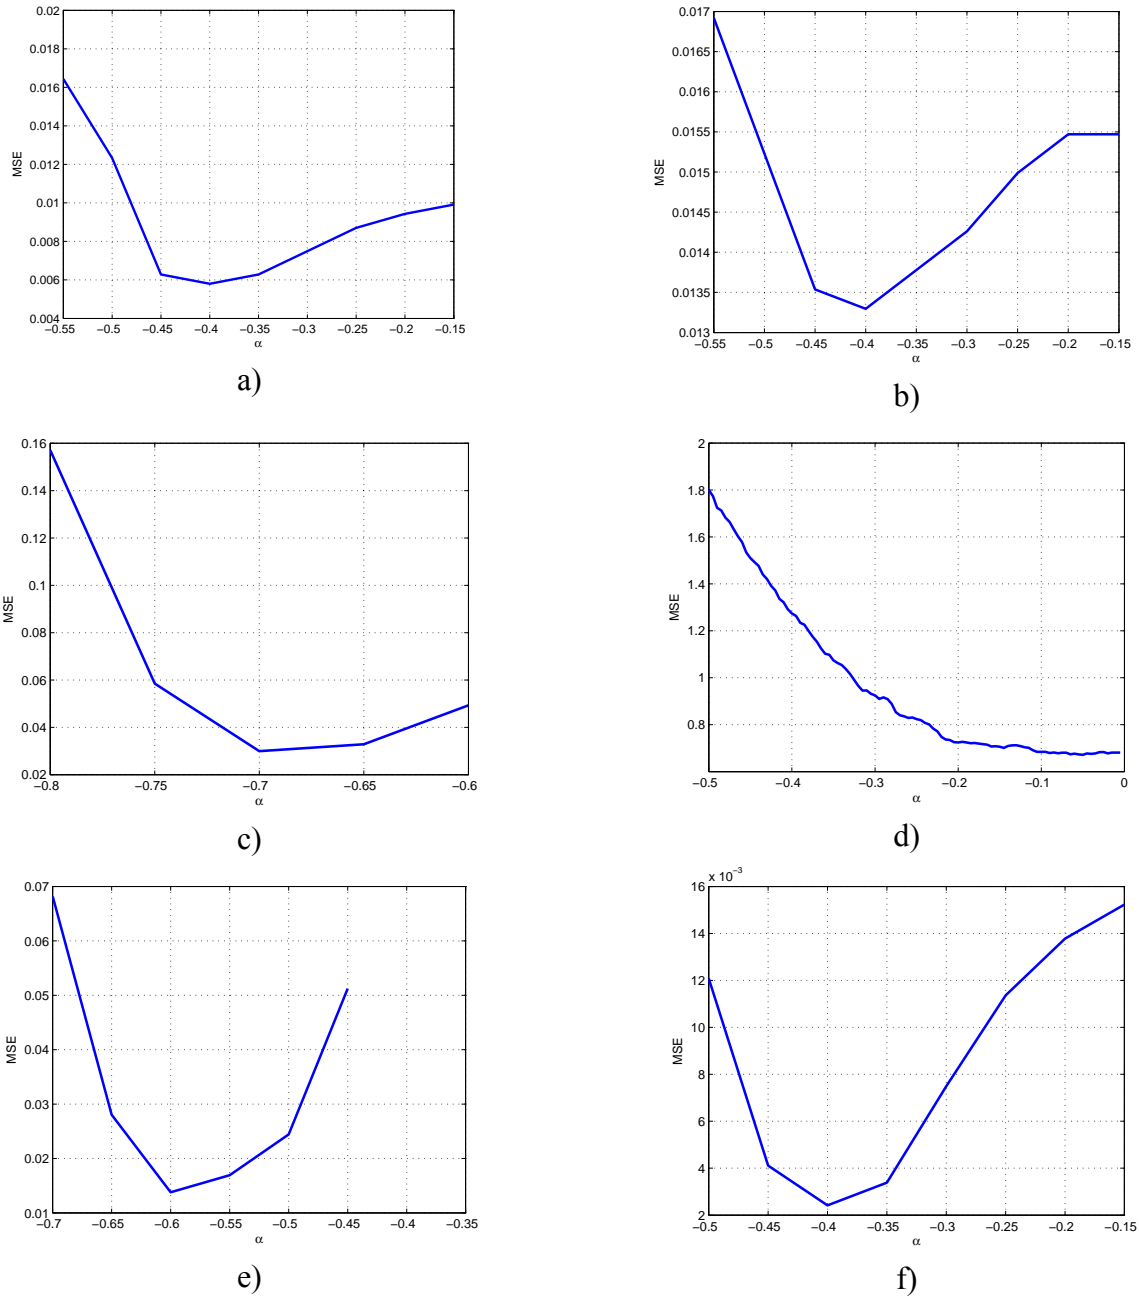 0.02
0.018
0.016
0.014
0.012
0.01
0.008
0.006
0.004
MSE
−0.55 −0.5 −0.45 −0.4 −0.35 −0.3 −0.25 −0.2 −0.15
α
a)
0.017
0.0165
0.016
0.0155
0.015
0.0145
0.014
0.0135
0.013
MSE
−0.55 −0.5 −0.45 −0.4 −0.35 −0.3 −0.25 −0.2 −0.15
α
b)
0.16
0.14
0.12
0.1
0.08
0.06
0.04
0.02
MSE
−0.8 −0.75 −0.7 −0.65 −0.6
α
c)
2
1.8
1.6
1.4
1.2
1
0.8
MSE
−0.5 −0.4 −0.3 −0.2 −0.1 0
α
d)
0.07
0.06
0.05
0.04
0.03
0.02
0.01
MSE
−0.7 −0.65 −0.6 −0.55 −0.5 −0.45 −0.4 −0.35
α
e)
x 10⁻³
16
14
12
10
8
6
4
2
MSE
−0.5 −0.45 −0.4 −0.35 −0.3 −0.25 −0.2 −0.15
α
f)